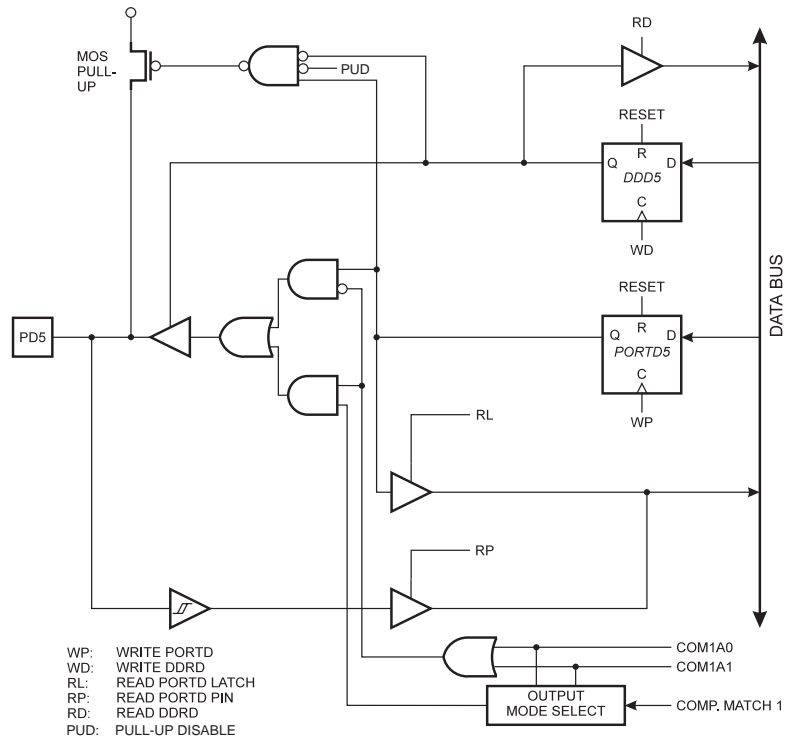 RD
MOS
PULL-
UP
PUD
RESET
R
Q
D
DDD5
C
WD
RESET
R
Q
D
PORTD5
C
WP
PD5
DATA BUS
RL
RP
WP: WRITE PORTD
WD: WRITE DDRD
RL: READ PORTD LATCH
RP: READ PORTD PIN
RD: READ DDRD
PUD: PULL-UP DISABLE
COM1A0
COM1A1
OUTPUT
MODE SELECT
COMP. MATCH 1